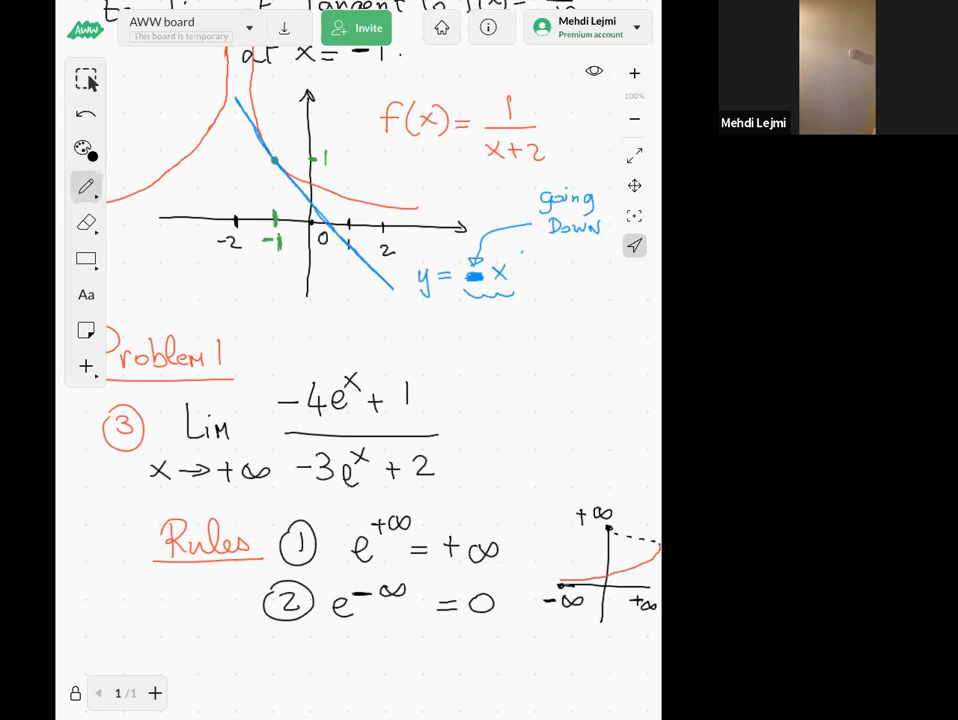 AWW board
This board is temporary
Invite
Mehdi Lejmi
Premium account
AWW
at x = -1.
100%
f(x) = 1/(x+2)
1
going
DOWN
-2 -1 0 1 2
y = - x
Aa
Problem 1
③ Lim x → +∞ (-4e^x + 1)/(-3e^x + 2)
Rules ① e^+∞ = +∞
② e^-∞ = 0
+∞
-∞ +∞
1 / 1
Mehdi Lejmi